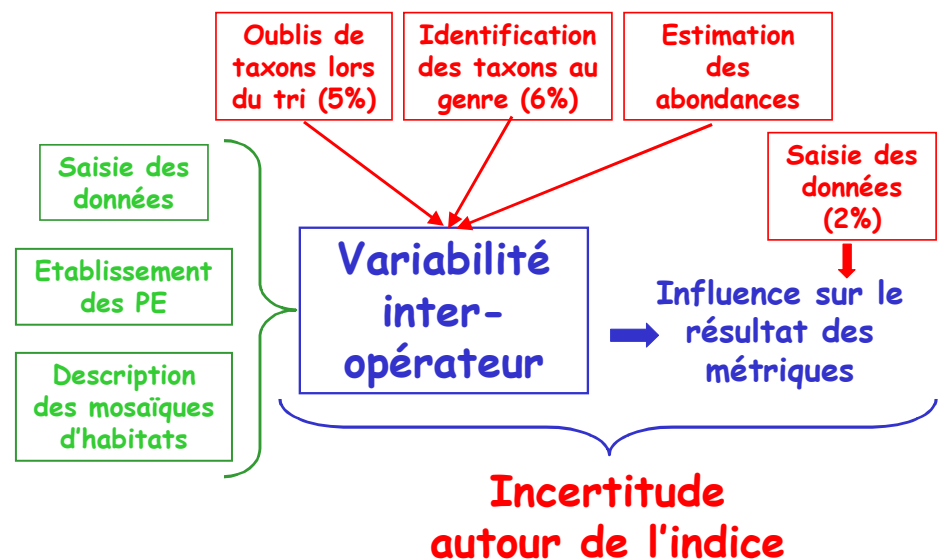 Oublis de
taxons lors
du tri (5%)
Identification
des taxons au
genre (6%)
Estimation
des
abondances
Saisie des
données
(2%)
Saisie des
données
Etablissement
des PE
Description
des mosaïques
d'habitats
Variabilité
inter-
opérateur
Influence sur le
résultat des
métriques
Incertitude
autour de l'indice